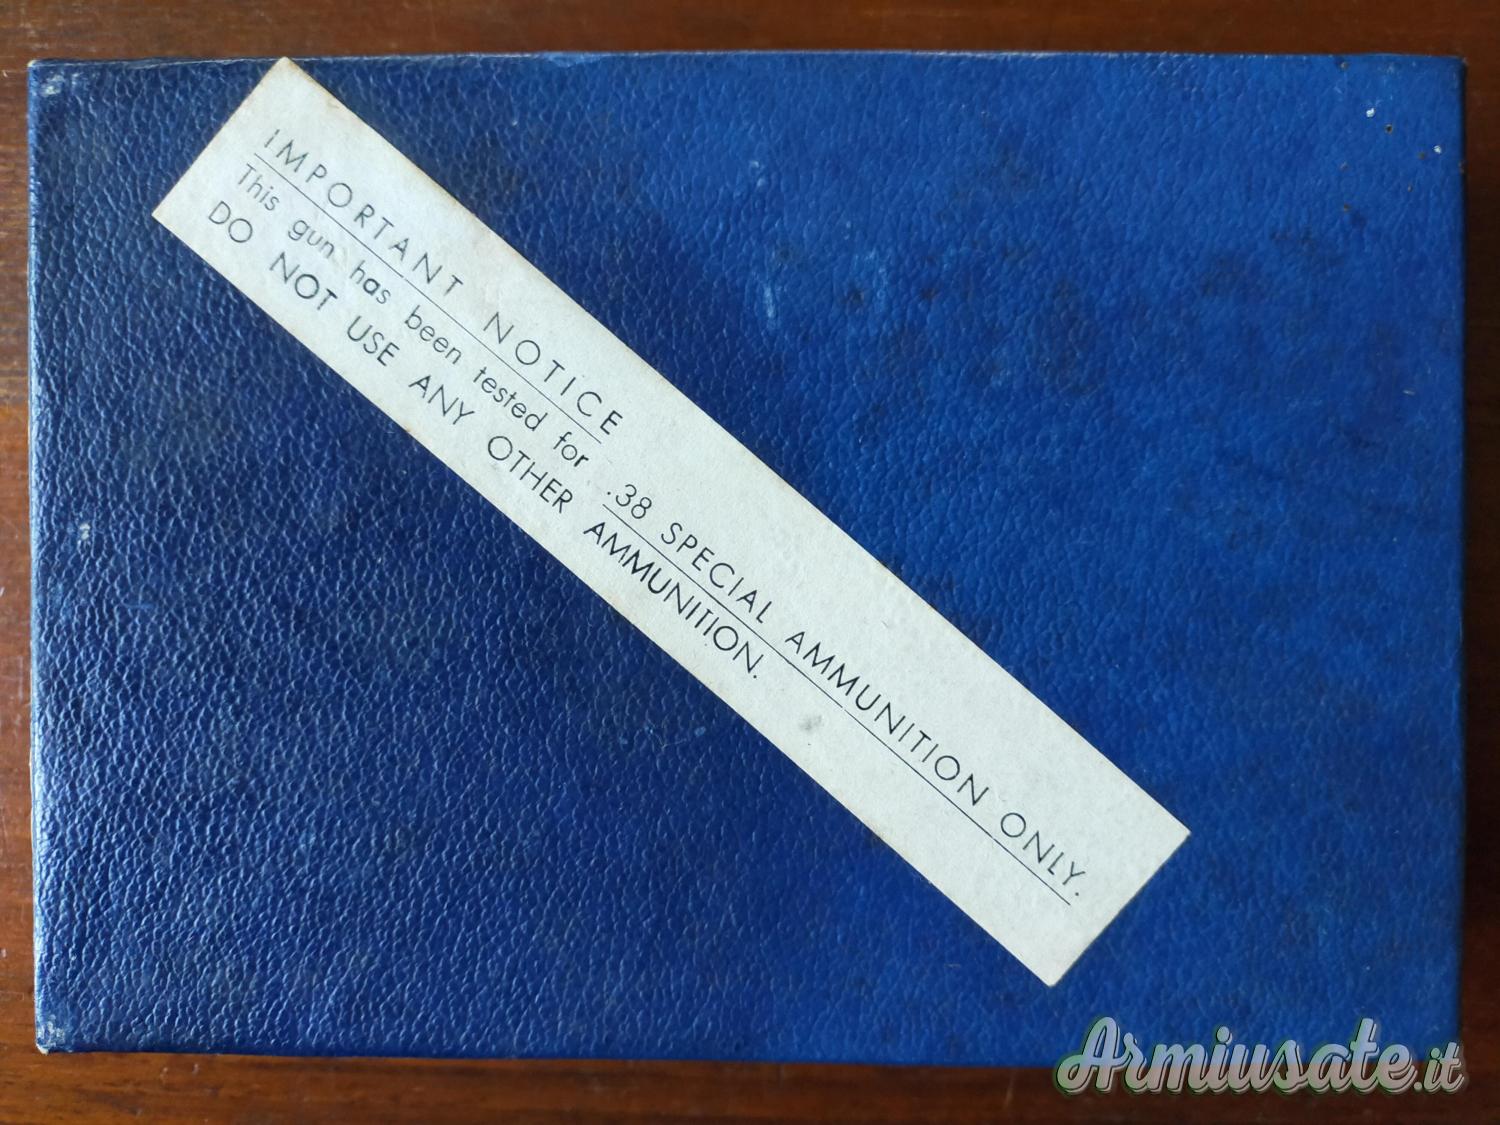 IMPORTANT NOTICE
This gun has been tested for .38 SPECIAL AMMUNITION ONLY.
DO NOT USE ANY OTHER AMMUNITION.
Armiusate.it